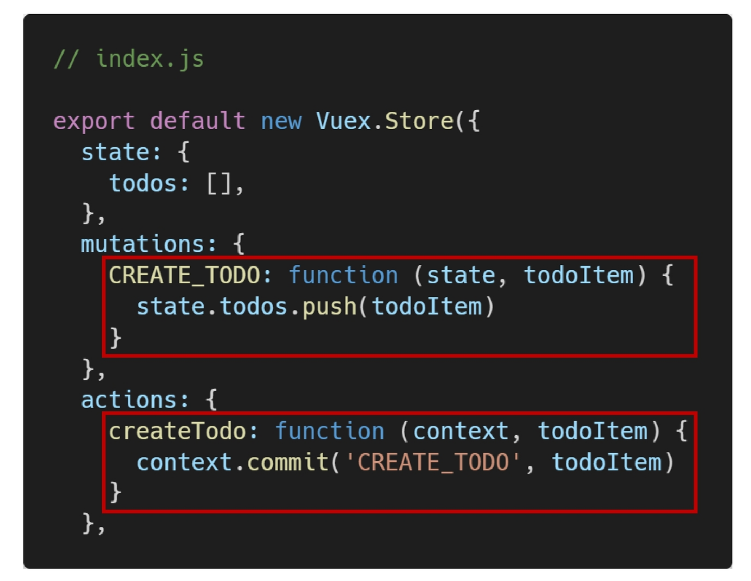 // index.js
export default new Vuex.Store({
state: {
todos: [],
},
mutations: {
CREATE_TODO: function (state, todoItem) {
state.todos.push(todoItem)
}
},
actions: {
createTodo: function (context, todoItem) {
context.commit('CREATE_TODO', todoItem)
}
},